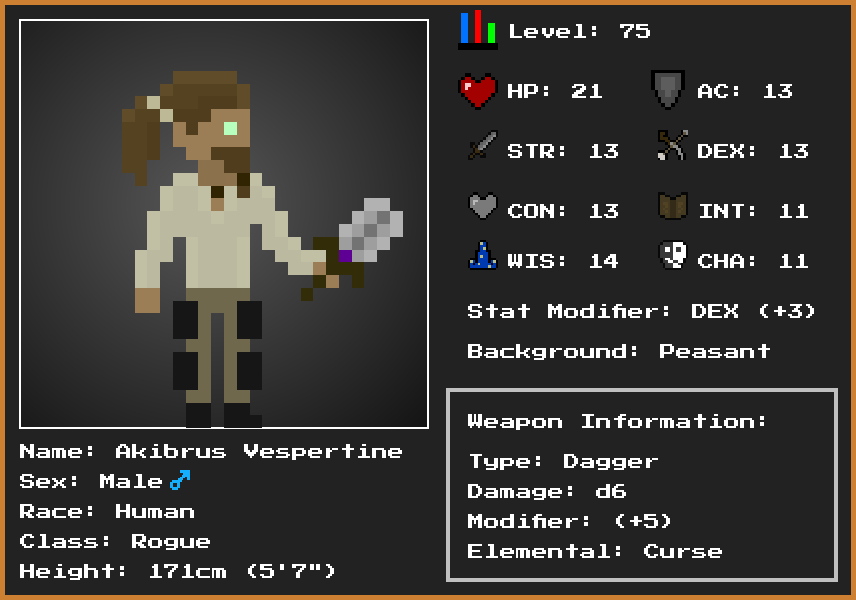 Level: 75
HP: 21
AC: 13
STR: 13
DEX: 13
CON: 13
INT: 11
WIS: 14
CHA: 11
Stat Modifier: DEX (+3)
Background: Peasant
Weapon Information:
Type: Dagger
Damage: d6
Modifier: (+5)
Elemental: Curse
Name: Akibrus Vespertine
Sex: Male ♂
Race: Human
Class: Rogue
Height: 171cm (5'7")